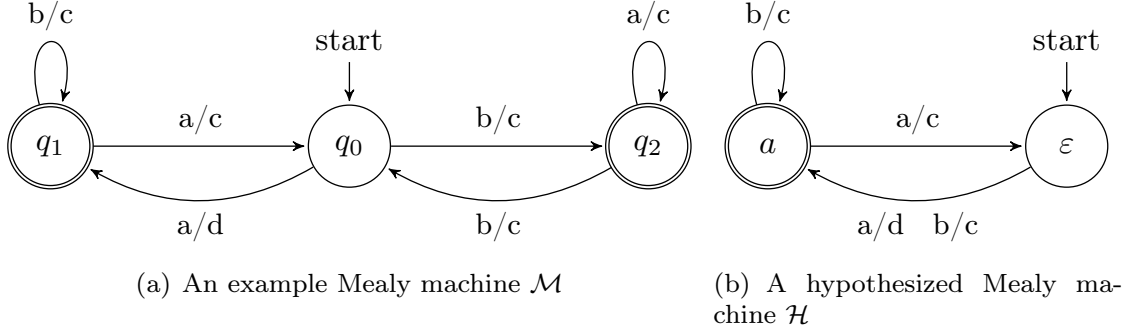 b/c
a/c
b/c
start
start
a/c
b/c
a/c
q1
q0
q2
a
ε
a/d
b/c
a/d b/c
(a) An example Mealy machine M
(b) A hypothesized Mealy ma-
chine H